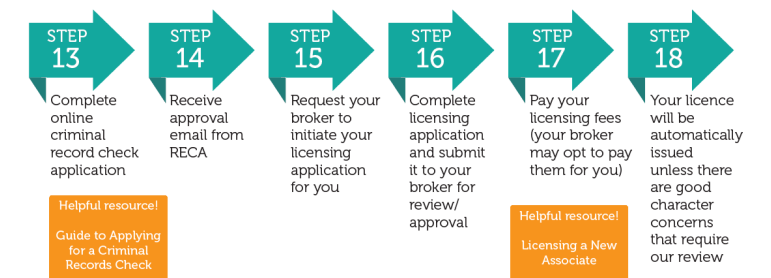 STEP
13
Complete
online
criminal
record check
application
Helpful resource!
Guide to Applying
for a Criminal
Records Check
STEP
14
Receive
approval
email from
RECA
STEP
15
Request your
broker to
initiate your
licensing
application
for you
STEP
16
Complete
licensing
application
and submit
it to your
broker for
review/
approval
STEP
17
Pay your
licensing fees
(your broker
may opt to pay
them for you)
Helpful resource!
Licensing a New
Associate
STEP
18
Your licence
will be
automatically
issued
unless there
are good
character
concerns
that require
our review